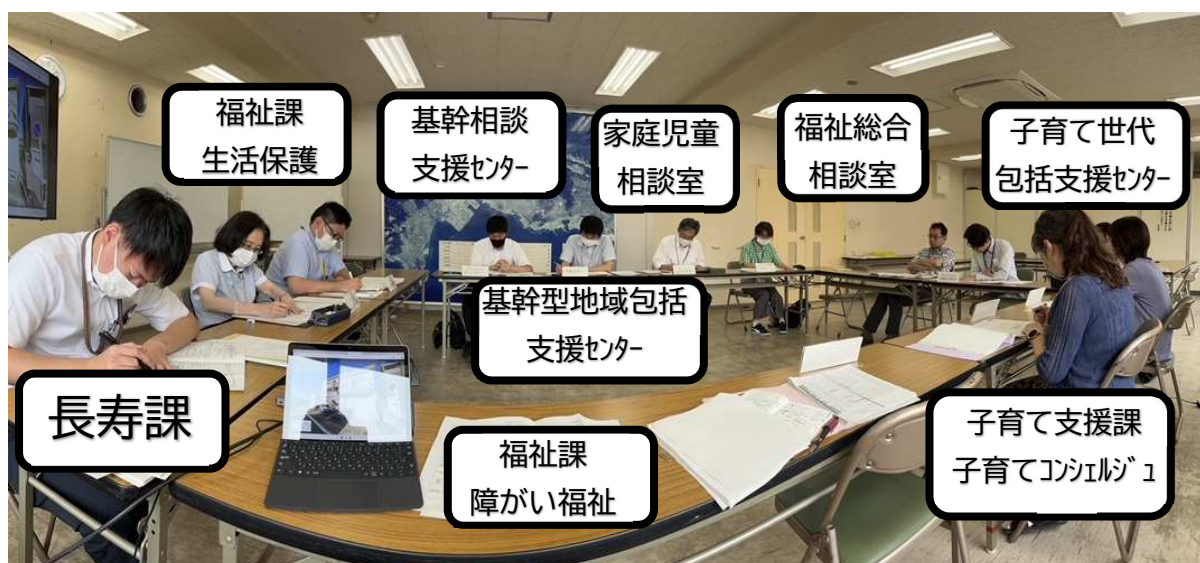 福祉課
生活保護
基幹相談
支援ｾﾝﾀｰ
家庭児童
相談室
福祉総合
相談室
子育て世代
包括支援ｾﾝﾀｰ
基幹型地域包括
支援ｾﾝﾀｰ
長寿課
福祉課
障がい福祉
子育て支援課
子育てｺﾝｼｪﾙｼﾞｭ